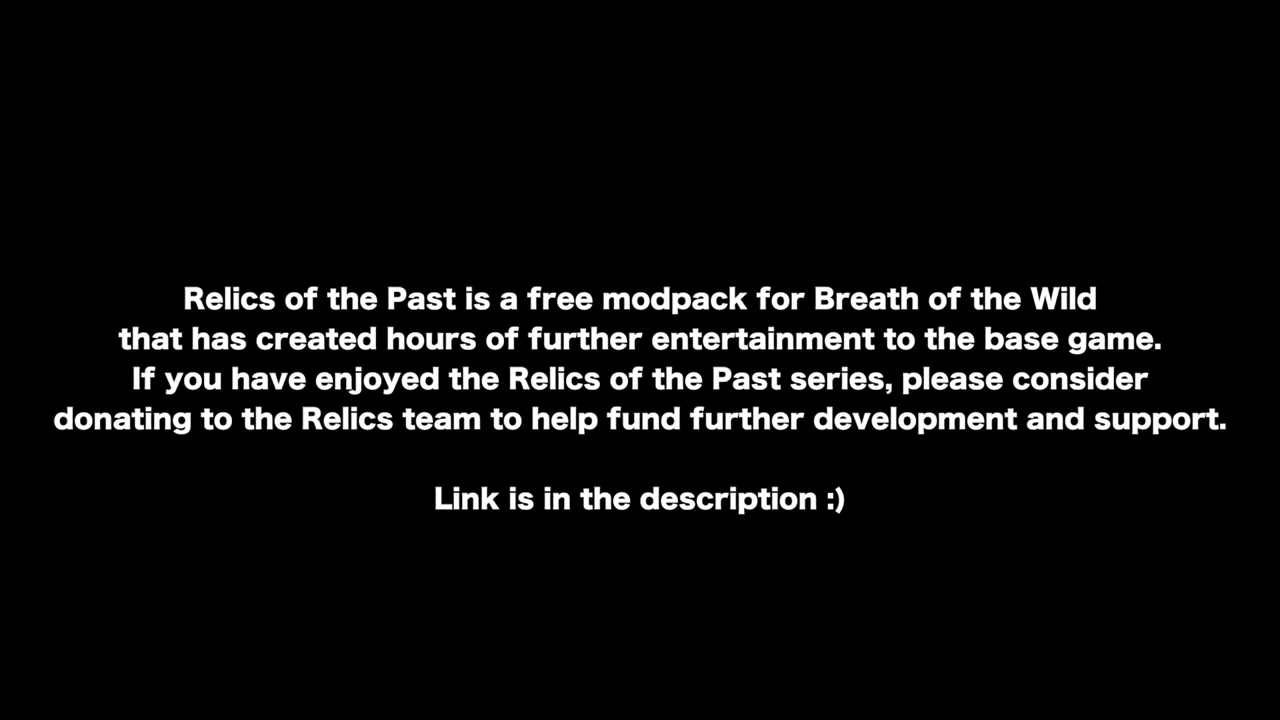 Relics of the Past is a free modpack for Breath of the Wild
that has created hours of further entertainment to the base game.
If you have enjoyed the Relics of the Past series, please consider
donating to the Relics team to help fund further development and support.
Link is in the description :)